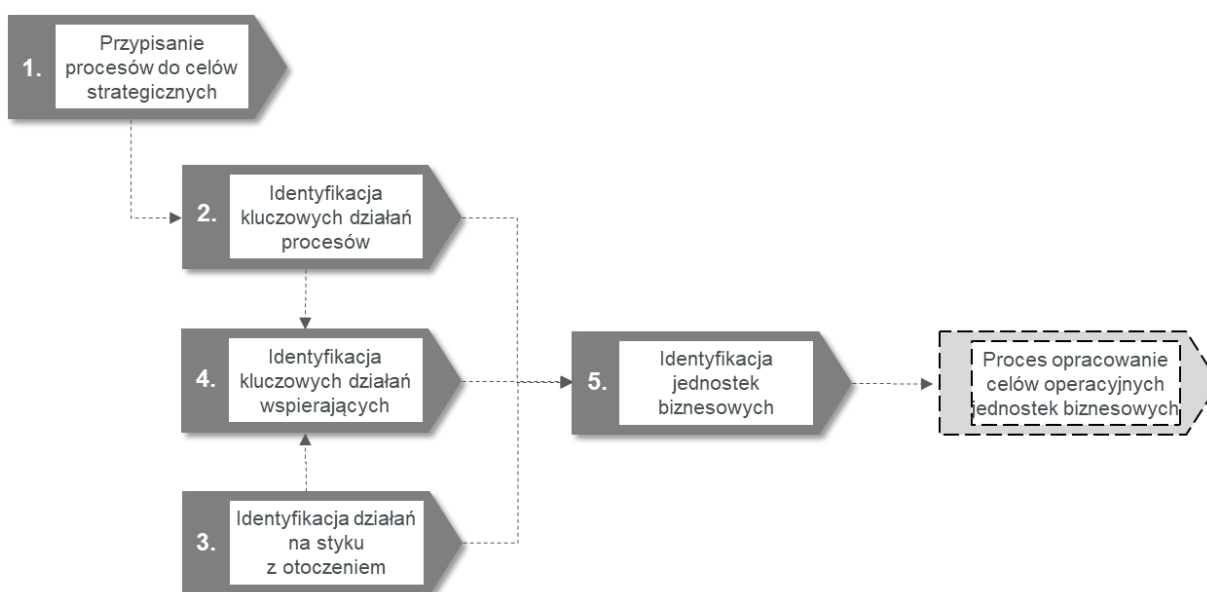 1.
Przypisanie
procesów do celów
strategicznych
2.
Identyfikacja
kluczowych działań
procesów
4.
Identyfikacja
kluczowych działań
wspierających
5.
Identyfikacja
jednostek
biznesowych
Proces opracowanie
celów operacyjnych
jednostek biznesowych
3.
Identyfikacja działań
na styku
z otoczeniem